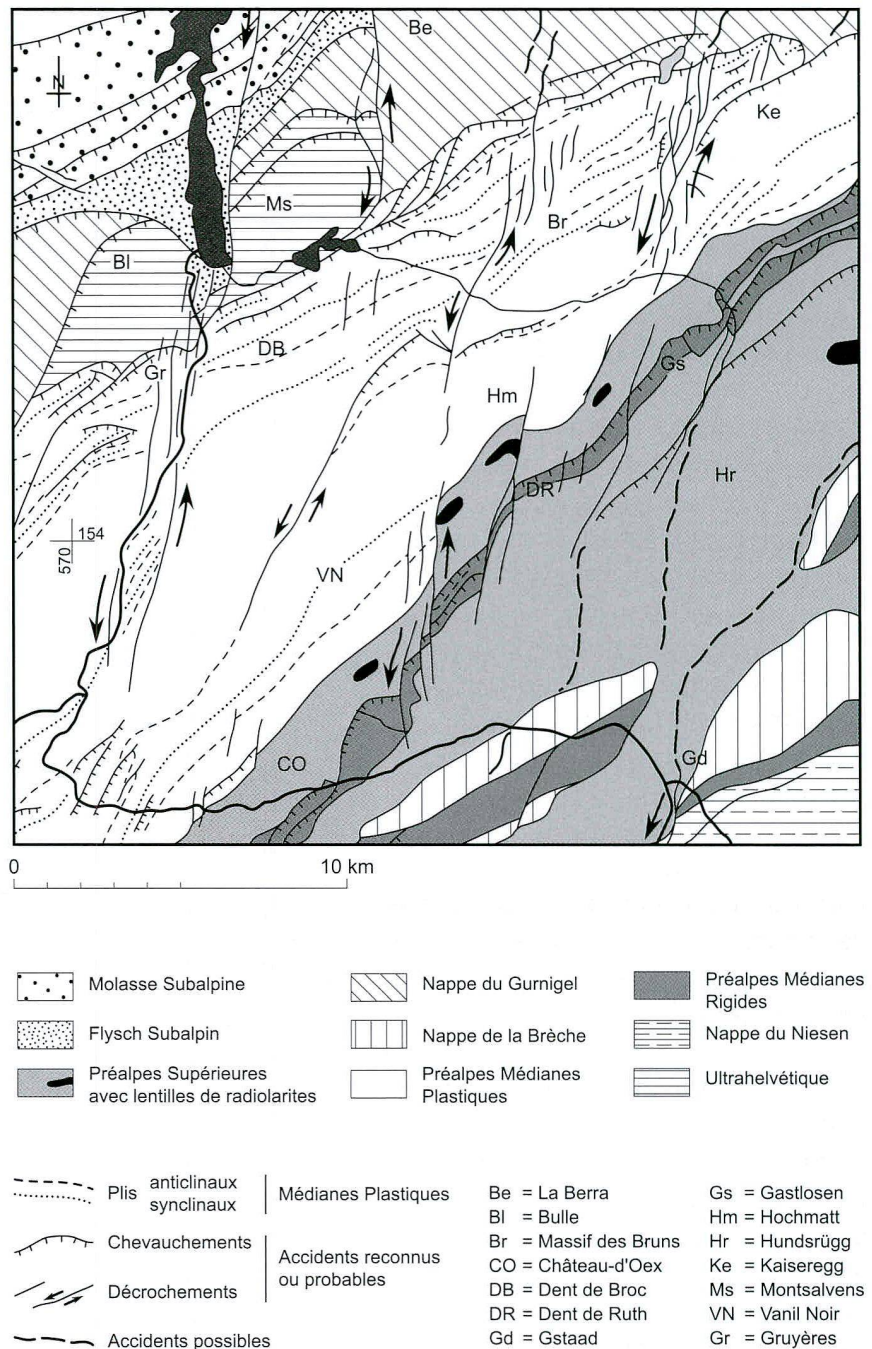 Be
N
Ke
Ms
Br
Bl
DB
Gr
Gs
Hm
DR
Hr
154
570
VN
CO
Gd
0 10 km
Molasse Subalpine
Flysch Subalpin
Préalpes Supérieures
avec lentilles de radiolarites
Nappe du Gurnigel
Nappe de la Brèche
Préalpes Médianes
Plastiques
Préalpes Médianes
Rigides
Nappe du Niesen
Ultrahelvétique
Plis anticlinaux
synclinaux
Médianes Plastiques
Chevauchements
Décrochements
Accidents reconnus
ou probables
Accidents possibles
Be = La Berra
Bl = Bulle
Br = Massif des Bruns
CO = Château-d'Oex
DB = Dent de Broc
DR = Dent de Ruth
Gd = Gstaad
Gs = Gastlosen
Hm = Hochmatt
Hr = Hundsrügg
Ke = Kaiseregg
Ms = Montsalvens
VN = Vanil Noir
Gr = Gruyères